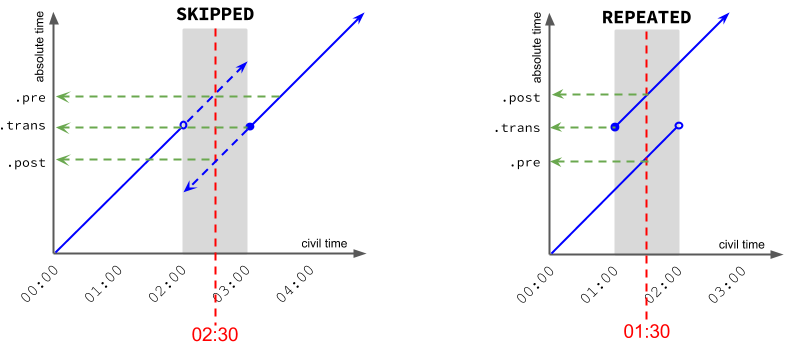 SKIPPED
absolute time
.pre
.trans
.post
civil time
00:00
01:00
02:00
03:00
04:00
02:30
REPEATED
absolute time
.post
.trans
.pre
civil time
00:00
01:00
02:00
03:00
01:30